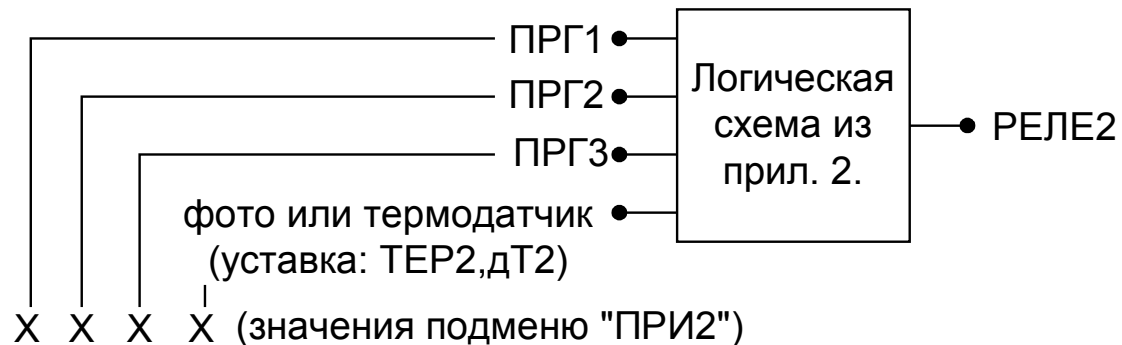 ПРГ1
ПРГ2
ПРГ3
фото или термодатчик
(уставка: ТЕР2,дТ2)
Логическая
схема из
прил. 2.
РЕЛЕ2
Х Х Х Х (значения подменю "ПРИ2")